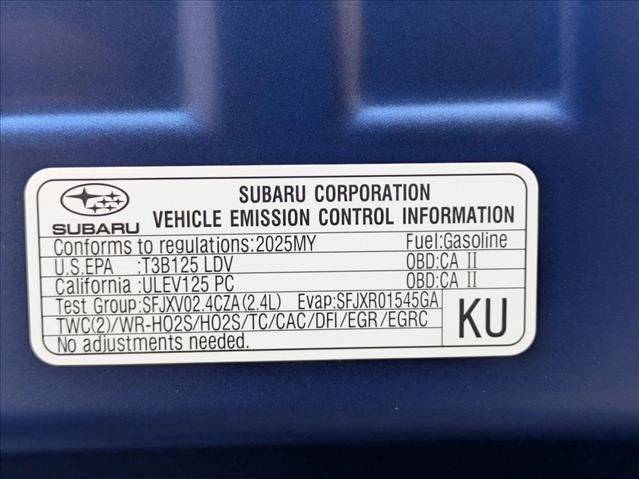 SUBARU CORPORATION
SUBARU VEHICLE EMISSION CONTROL INFORMATION
Conforms to regulations:2025MY Fuel:Gasoline
U.S.EPA :T3B125 LDV OBD:CA II
California :ULEV125 PC OBD:CA II
Test Group:SFJXV02.4CZA(2.4L) Evap:SFJXR01545GA
TWC(2)/WR-HO2S/HO2S/TC/CAC/DFI/EGR/EGRC
No adjustments needed.
KU